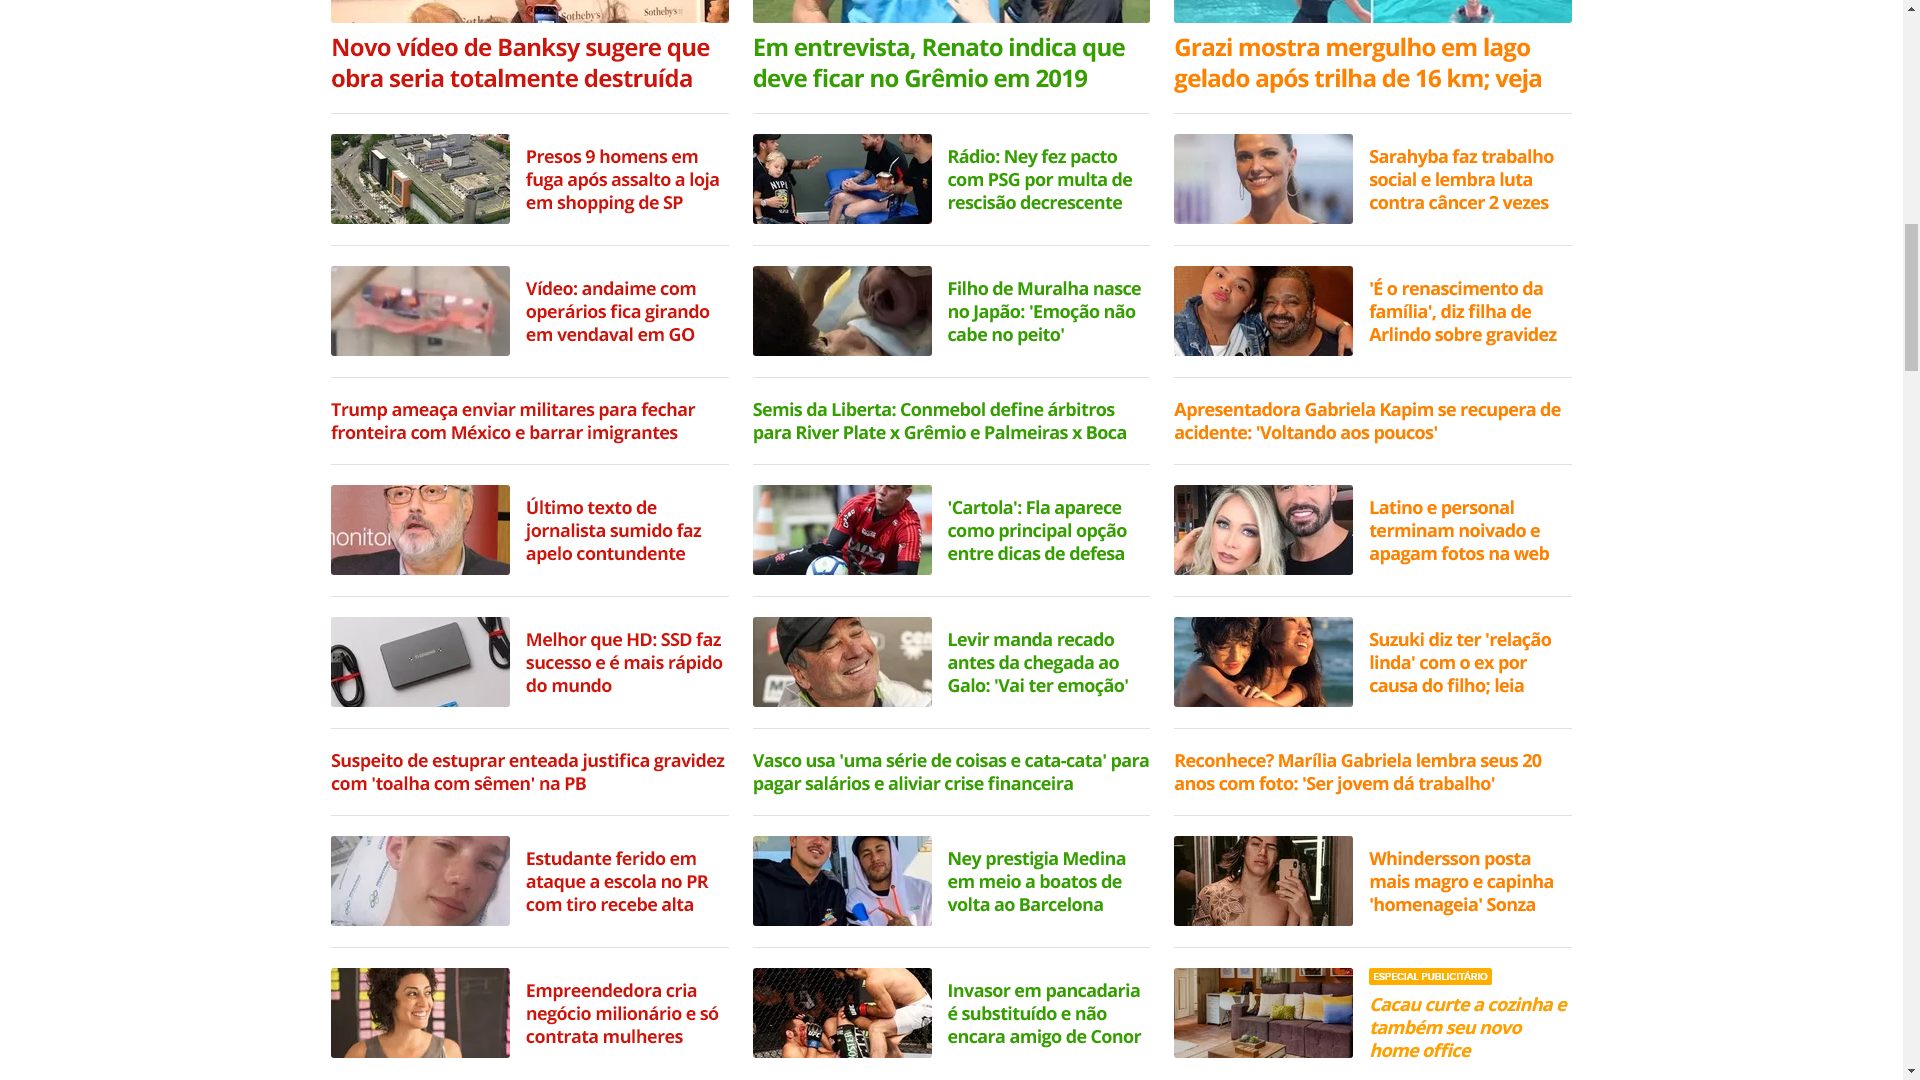 Sotheby's
Sotheby's
Novo vídeo de Banksy sugere que
obra seria totalmente destruída
Presos 9 homens em
fuga após assalto a loja
em shopping de SP
Vídeo: andaime com
operários fica girando
em vendaval em GO
Trump ameaça enviar militares para fechar
fronteira com México e barrar imigrantes
monitor
Último texto de
jornalista sumido faz
apelo contundente
Melhor que HD: SSD faz
sucesso e é mais rápido
do mundo
Suspeito de estuprar enteada justifica gravidez
com 'toalha com sêmen' na PB
Estudante ferido em
ataque a escola no PR
com tiro recebe alta
Empreendedora cria
negócio milionário e só
contrata mulheres
Em entrevista, Renato indica que
deve ficar no Grêmio em 2019
Rádio: Ney fez pacto
com PSG por multa de
rescisão decrescente
Filho de Muralha nasce
no Japão: 'Emoção não
cabe no peito'
Semis da Liberta: Conmebol define árbitros
para River Plate x Grêmio e Palmeiras x Boca
CAIXA
'Cartola': Fla aparece
como principal opção
entre dicas de defesa
Levir manda recado
antes da chegada ao
Galo: 'Vai ter emoção'
Vasco usa 'uma série de coisas e cata-cata' para
pagar salários e aliviar crise financeira
Ney prestigia Medina
em meio a boatos de
volta ao Barcelona
Invasor em pancadaria
é substituído e não
encara amigo de Conor
Grazi mostra mergulho em lago
gelado após trilha de 16 km; veja
Sarahyba faz trabalho
social e lembra luta
contra câncer 2 vezes
'É o renascimento da
família', diz filha de
Arlindo sobre gravidez
Apresentadora Gabriela Kapim se recupera de
acidente: 'Voltando aos poucos'
Latino e personal
terminam noivado e
apagam fotos na web
Suzuki diz ter 'relação
linda' com o ex por
causa do filho; leia
Reconhece? Marília Gabriela lembra seus 20
anos com foto: 'Ser jovem dá trabalho'
Whindersson posta
mais magro e capinha
'homenageia' Sonza
ESPECIAL PUBLICITÁRIO
Cacau curte a cozinha e
também seu novo
home office